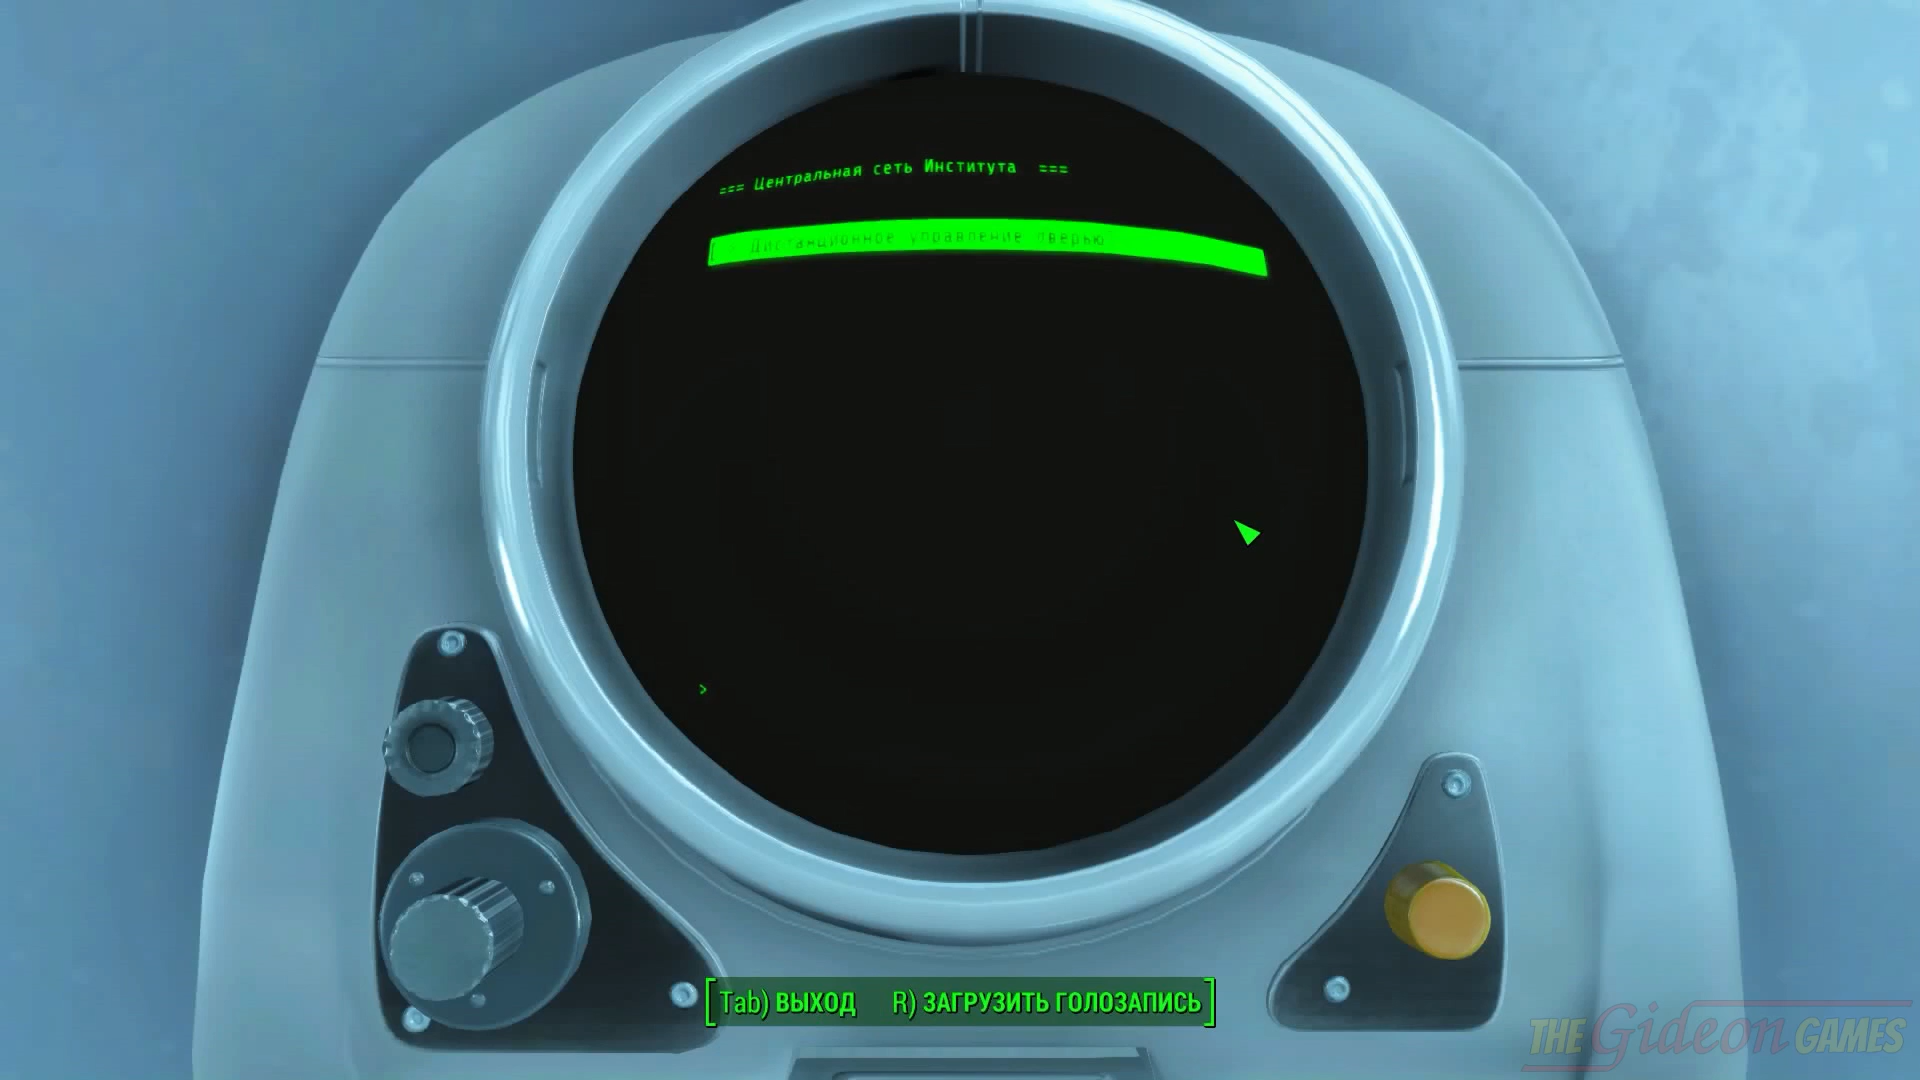 === Центральная сеть Института ===
[ > Дистанционное управление дверью
>
[Tab) ВЫХОД R) ЗАГРУЗИТЬ ГОЛОЗАПИСЬ]
THE Gideon GAMES